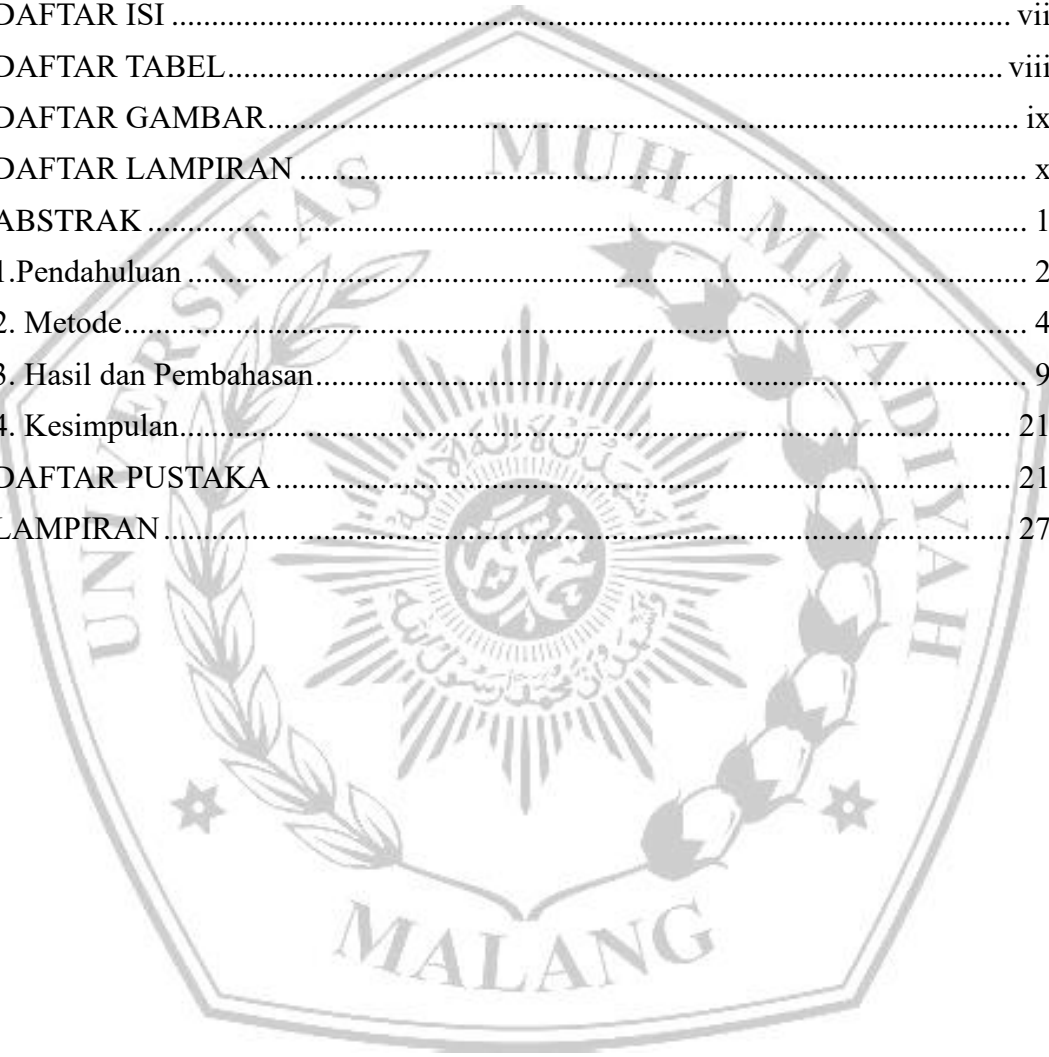 DAFTAR ISI ........ vii
DAFTAR TABEL ........ viii
DAFTAR GAMBAR ........ ix
DAFTAR LAMPIRAN ........ x
ABSTRAK ........ 1
1.Pendahuluan ........ 2
2. Metode ........ 4
3. Hasil dan Pembahasan ........ 9
4. Kesimpulan ........ 21
DAFTAR PUSTAKA ........ 21
LAMPIRAN ........ 27
UNIVERSITAS MUHAMMADIYAH
MALANG